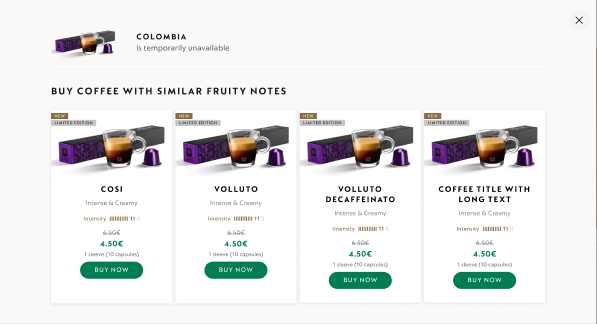 COLOMBIA
is temporarily unavailable
BUY COFFEE WITH SIMILAR FRUITY NOTES
NEW
LIMITED EDITION
COSI
Intense & Creamy
Intensity 11
6.50€
4.50€
1 sleeve (10 capsules)
BUY NOW
NEW
LIMITED EDITION
VOLLUTO
Intense & Creamy
Intensity 11
6.50€
4.50€
1 sleeve (10 capsules)
BUY NOW
NEW
LIMITED EDITION
VOLLUTO
DECAFFEINATO
Intense & Creamy
Intensity 11
6.50€
4.50€
1 sleeve (10 capsules)
BUY NOW
NEW
LIMITED EDITION
COFFEE TITLE WITH
LONG TEXT
Intense & Creamy
Intensity 11
6.50€
4.50€
1 sleeve (10 capsules)
BUY NOW